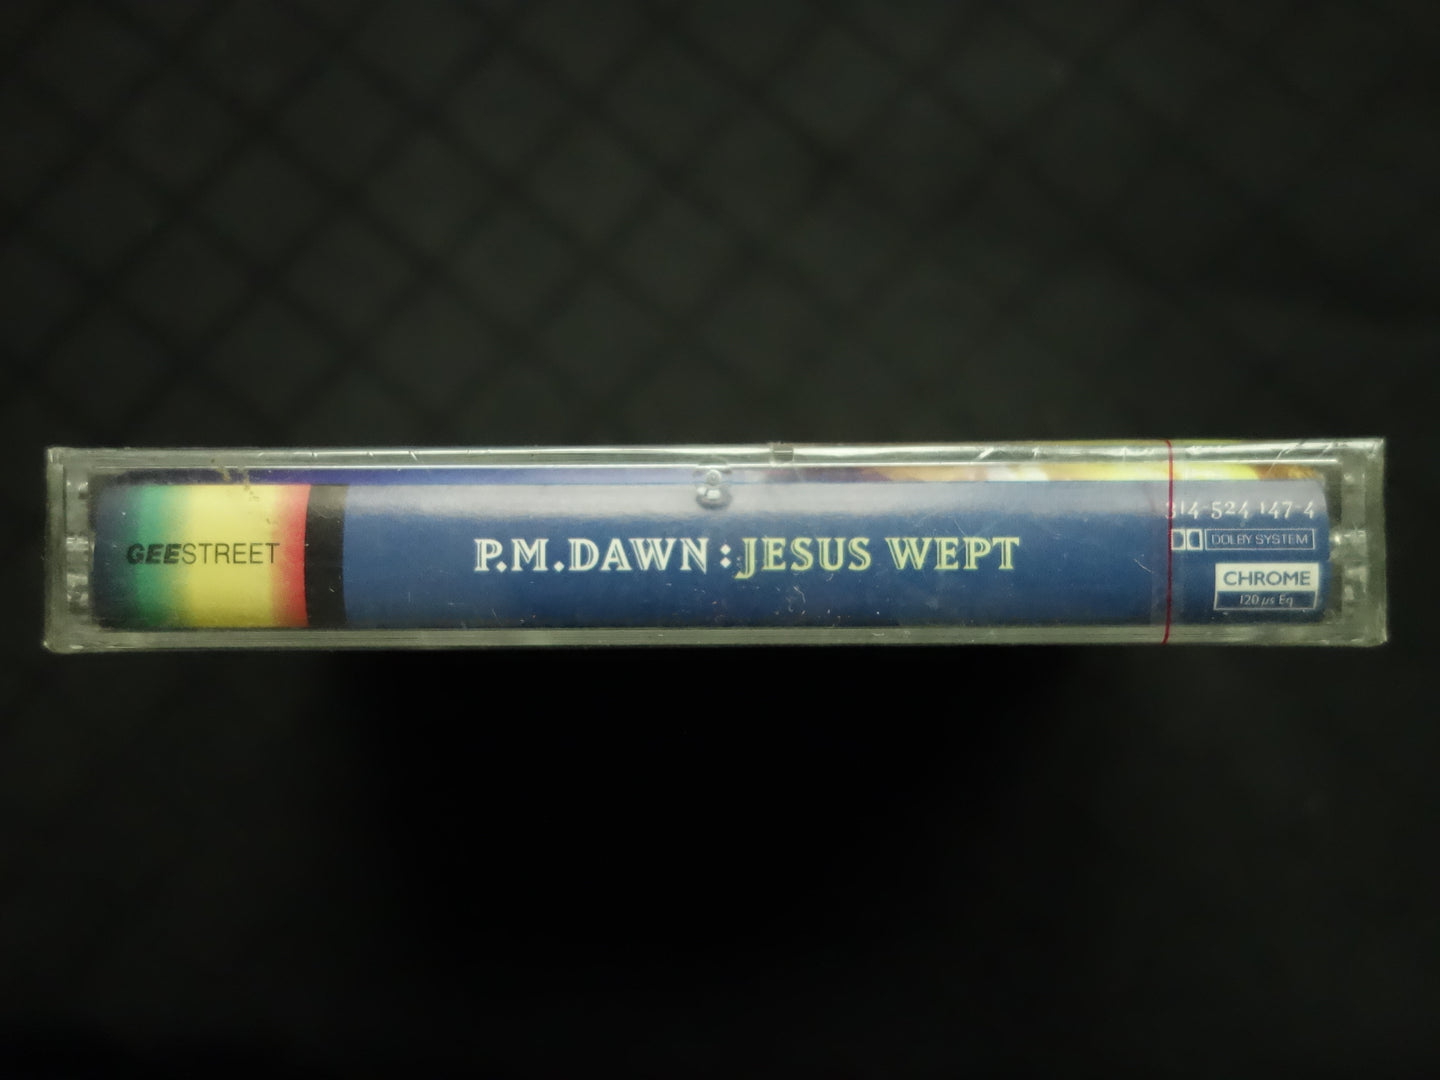 GEESTREET
P.M.DAWN:JESUS WEPT
314 524 147-4
DOLBY SYSTEM
CHROME
120 µs Eq